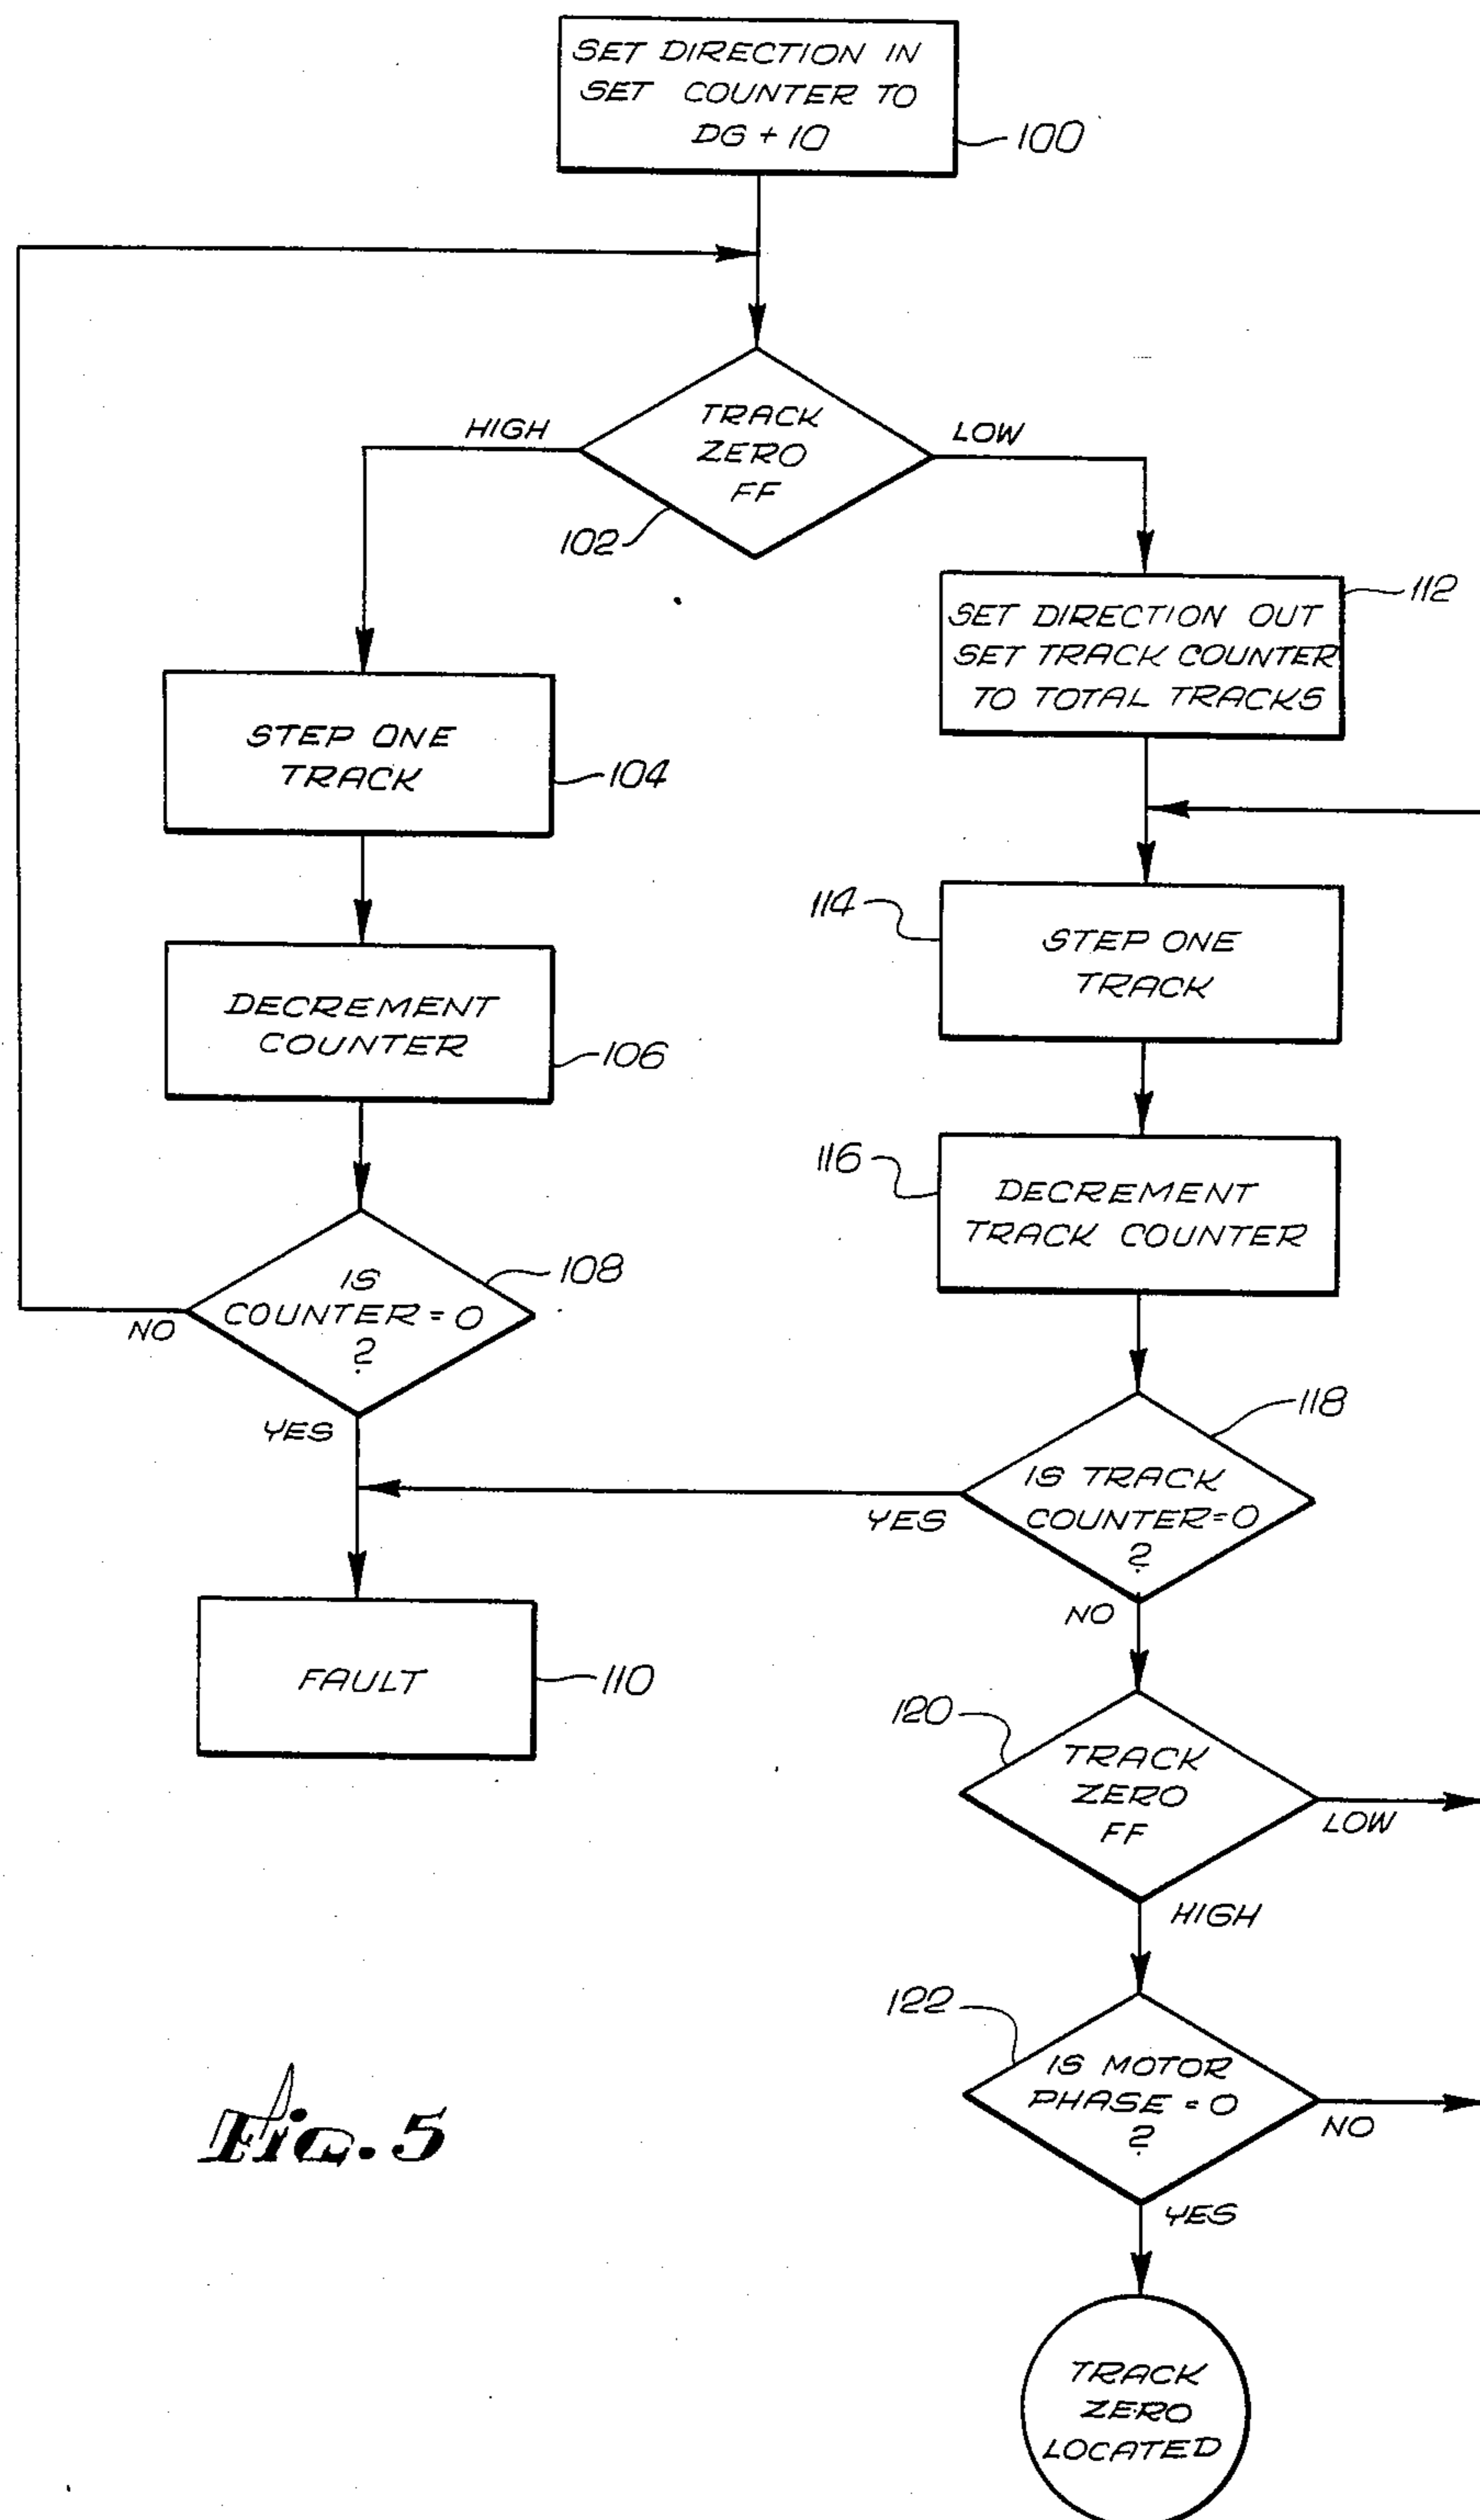 SET DIRECTION IN
SET COUNTER TO
DG + 10
100
HIGH
TRACK
ZERO
FF
LOW
102
112
SET DIRECTION OUT
SET TRACK COUNTER
TO TOTAL TRACKS
STEP ONE
TRACK
104
114
STEP ONE
TRACK
DECREMENT
COUNTER
106
116
DECREMENT
TRACK COUNTER
108
IS
COUNTER = 0
?
NO
YES
118
IS TRACK
COUNTER=0
?
YES
NO
FAULT
110
120
TRACK
ZERO
FF
LOW
HIGH
122
IS MOTOR
PHASE = 0
?
NO
YES
Fig. 5
TRACK
ZERO
LOCATED